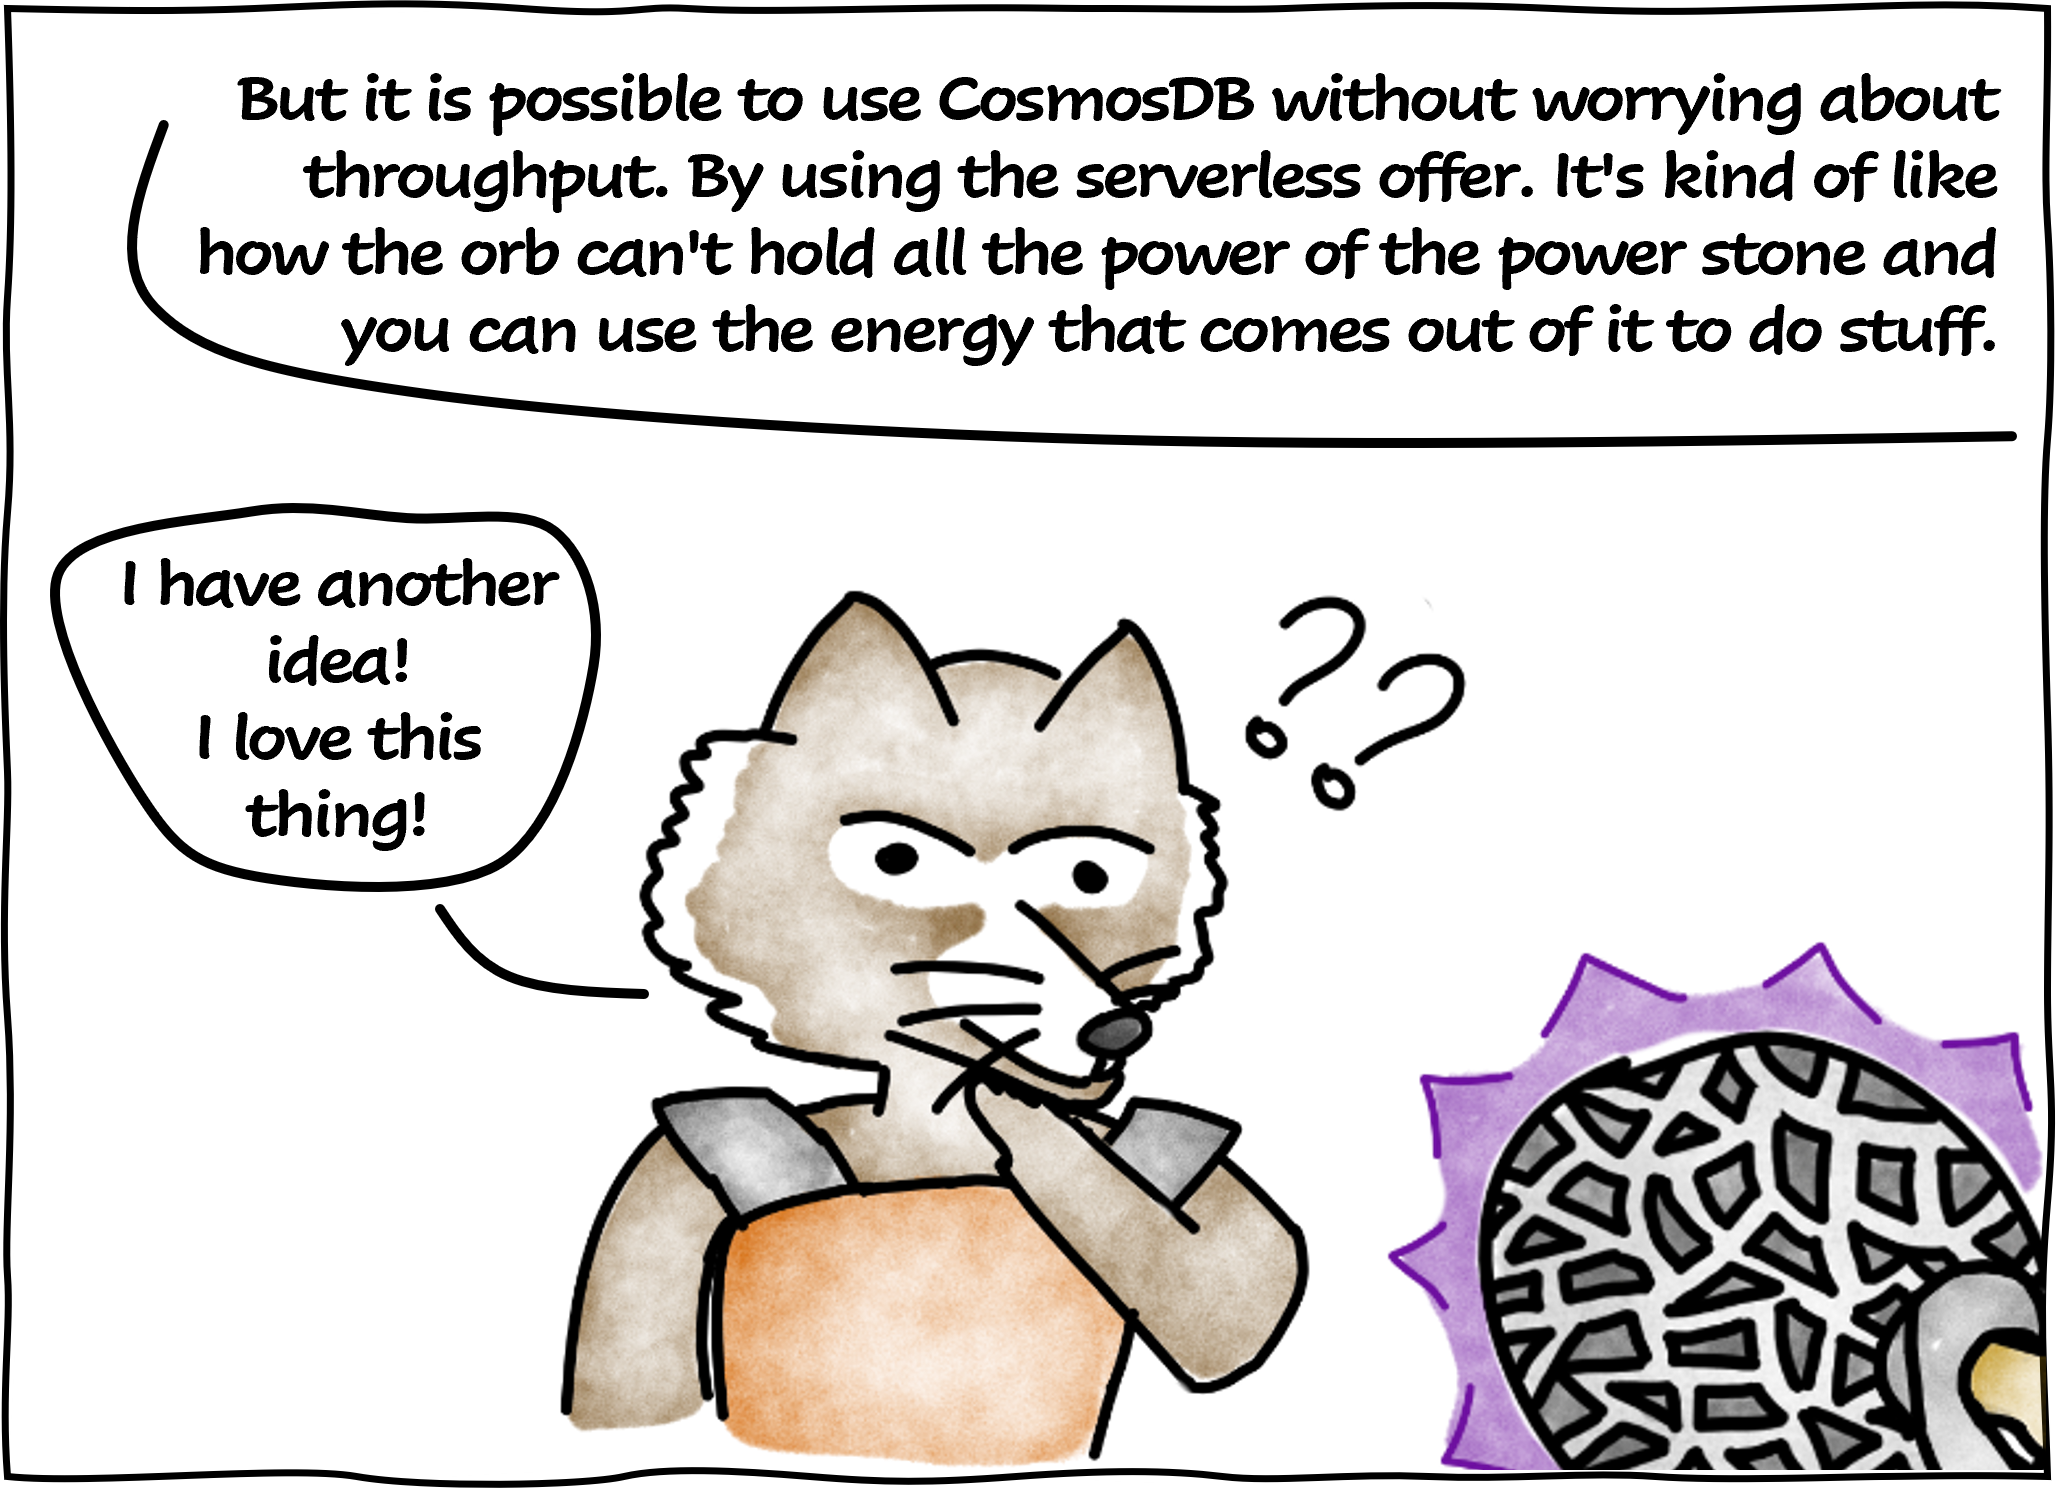 But it is possible to use CosmosDB without worrying about
throughput. By using the serverless offer. It's kind of like
how the orb can't hold all the power of the power stone and
you can use the energy that comes out of it to do stuff.
I have another
idea!
I love this
thing!
??